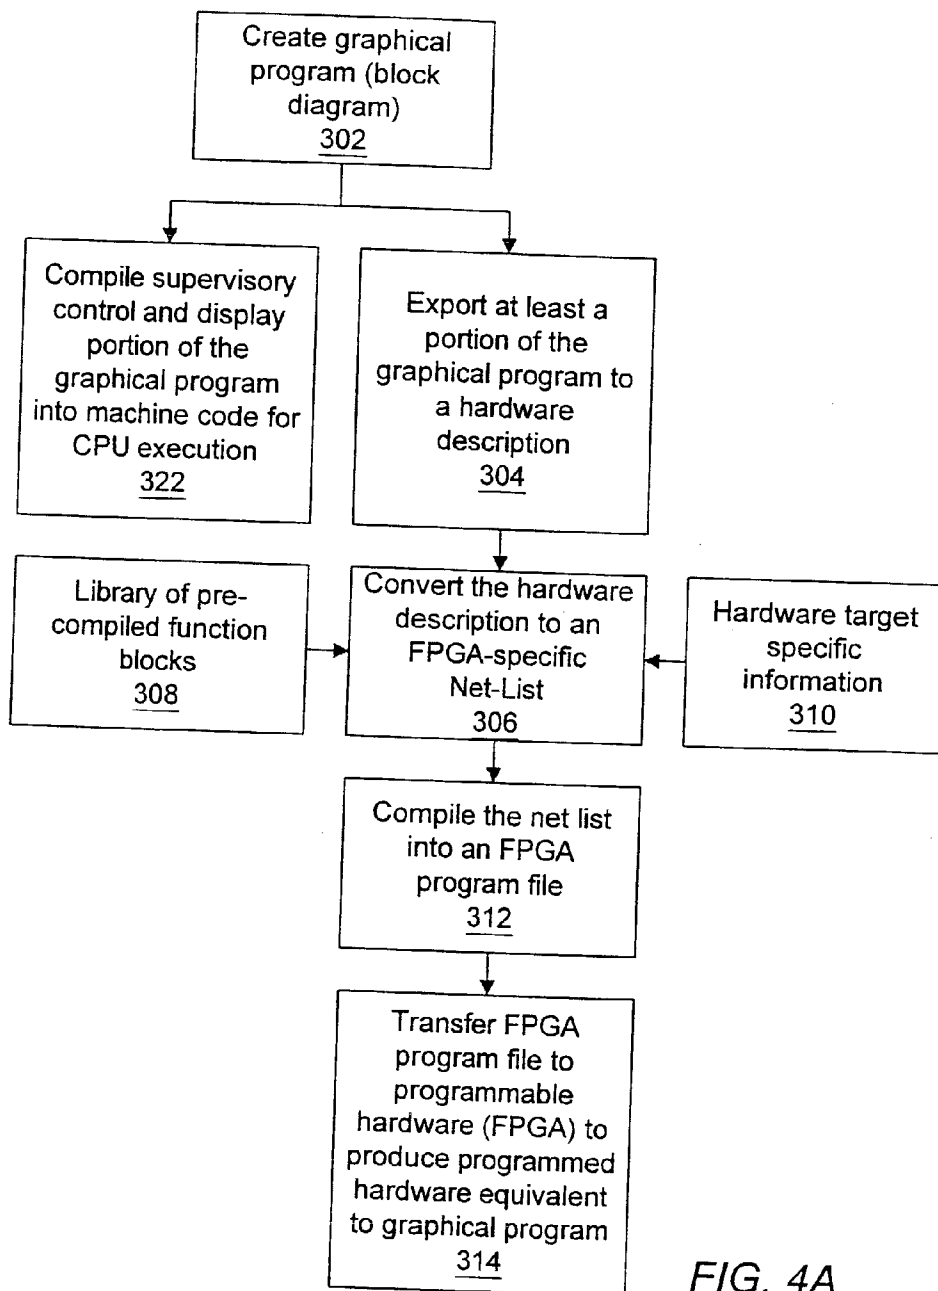 Create graphical
program (block
diagram)
302
Compile supervisory
control and display
portion of the
graphical program
into machine code for
CPU execution
322
Export at least a
portion of the
graphical program to
a hardware
description
304
Library of pre-
compiled function
blocks
308
Convert the hardware
description to an
FPGA-specific
Net-List
306
Hardware target
specific
information
310
Compile the net list
into an FPGA
program file
312
Transfer FPGA
program file to
programmable
hardware (FPGA) to
produce programmed
hardware equivalent
to graphical program
314
FIG. 4A